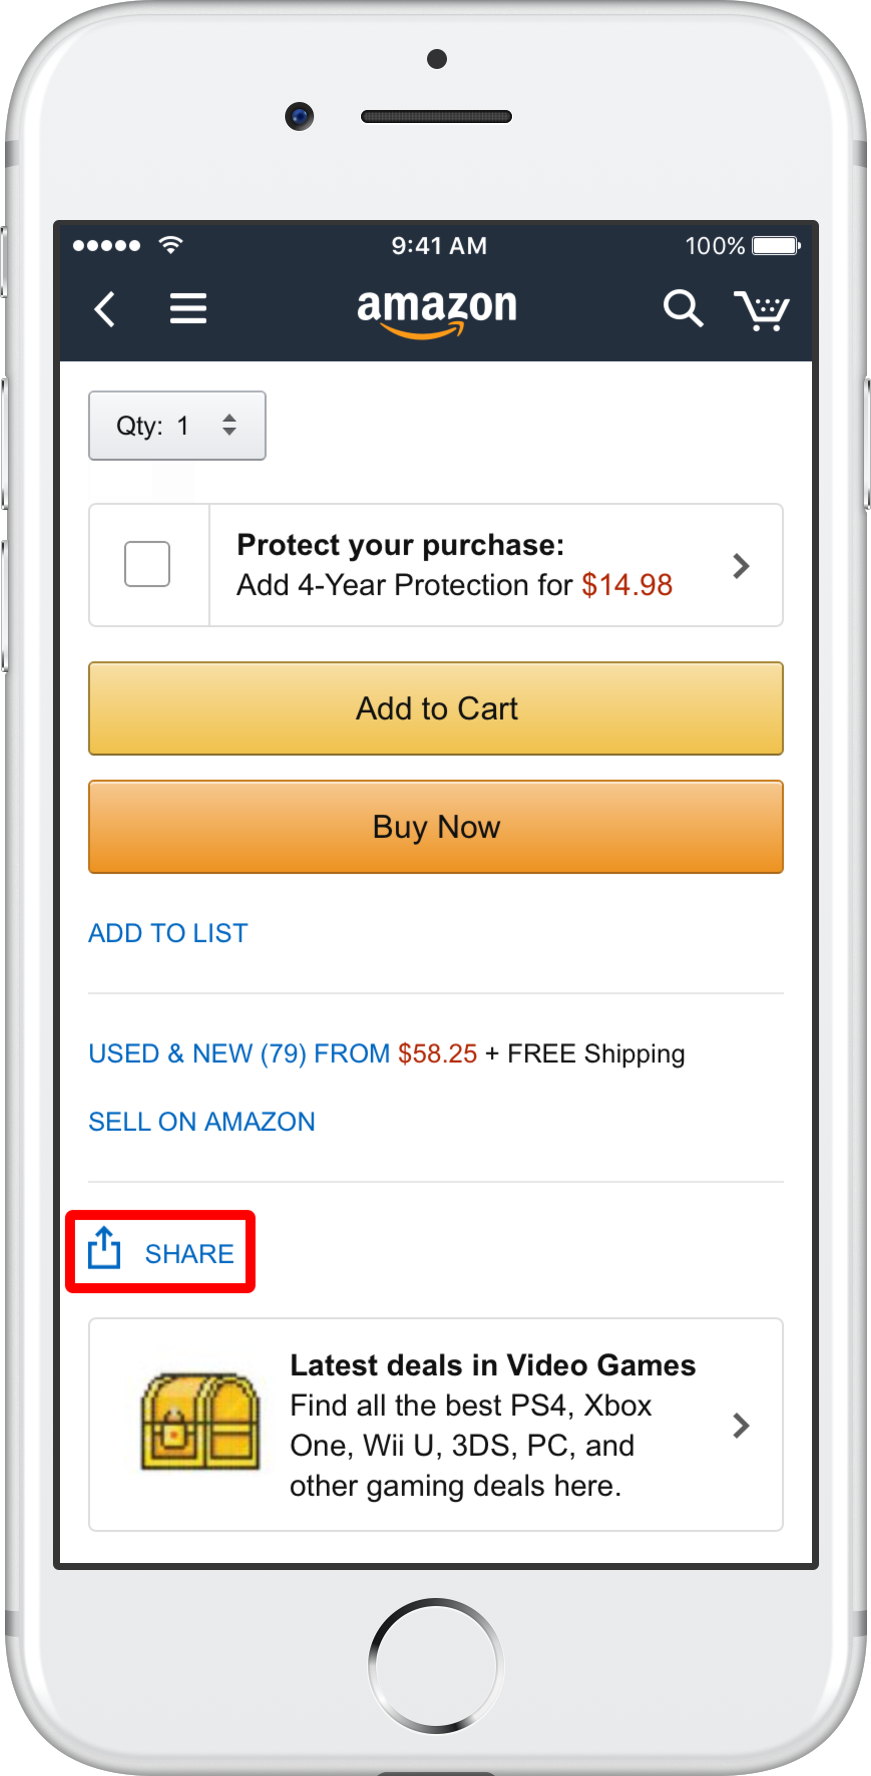 9:41 AM
100%
amazon
Qty: 1
Protect your purchase:
Add 4-Year Protection for $14.98
Add to Cart
Buy Now
ADD TO LIST
USED & NEW (79) FROM $58.25 + FREE Shipping
SELL ON AMAZON
SHARE
Latest deals in Video Games
Find all the best PS4, Xbox
One, Wii U, 3DS, PC, and
other gaming deals here.